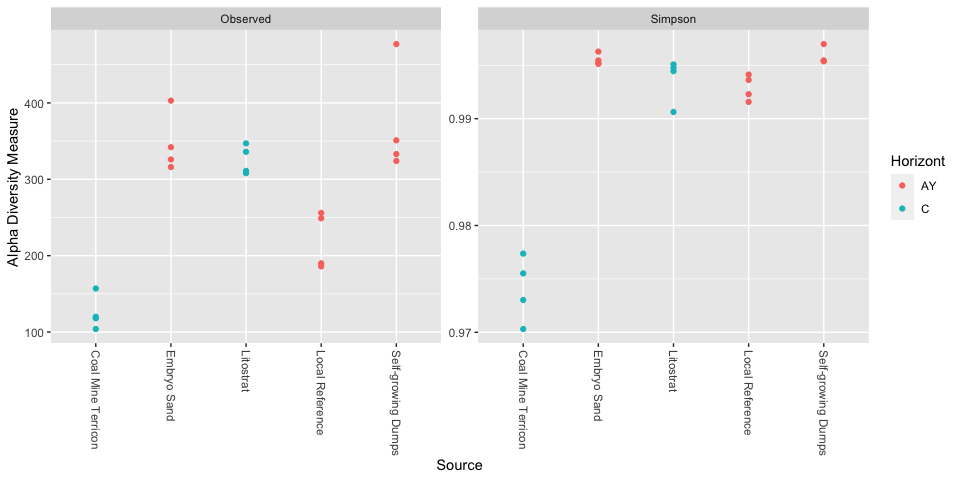 Observed
Simpson
Alpha Diversity Measure
400
300
200
100
0.99
0.98
0.97
Coal Mine Terricon
Embryo Sand
Litostrat
Local Reference
Self-growing Dumps
Coal Mine Terricon
Embryo Sand
Litostrat
Local Reference
Self-growing Dumps
Source
Horizont
AY
C